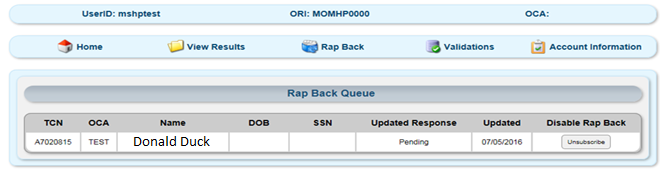 UserID: mshptest ORI: MOMHP0000 OCA:
Home View Results Rap Back Validations Account Information
Rap Back Queue
TCN OCA Name DOB SSN Updated Response Updated Disable Rap Back
A7020815 TEST Donald Duck Pending 07/05/2016 Unsubscribe